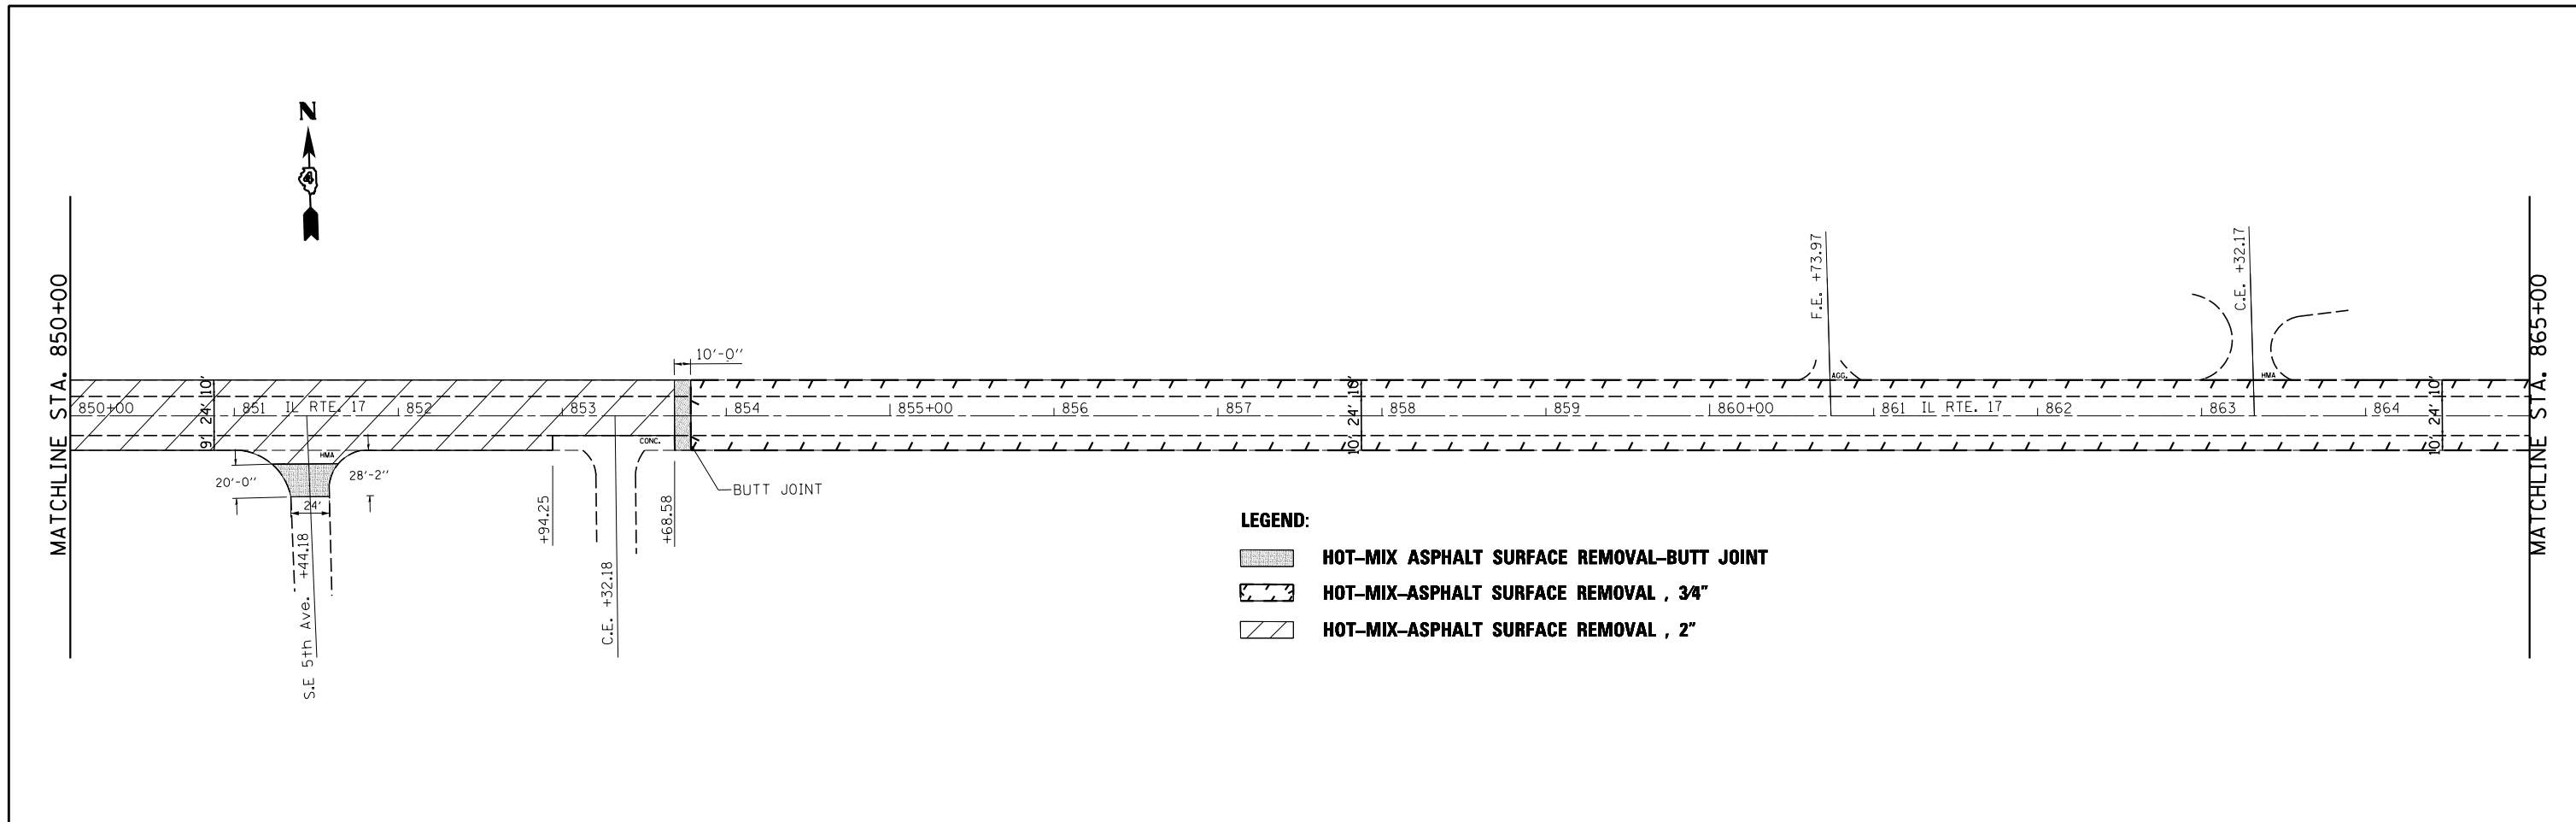 N
4
MATCHLINE STA. 850+00
MATCHLINE STA. 865+00
F.E. +73.97
C.E. +32.17
10'-0"
10'
24'
9'
850+00
851
IL RTE. 17
852
853
854
855+00
856
857
10'
24'
10'
858
859
860+00
861
IL RTE. 17
862
863
864
10'
24'
10'
AGG.
HMA
HMA
CONC.
20'-0"
28'-2"
24'
BUTT JOINT
S.E 5th Ave. +44.18
+94.25
C.E. +32.18
+68.58
LEGEND:
HOT-MIX ASPHALT SURFACE REMOVAL-BUTT JOINT
HOT-MIX-ASPHALT SURFACE REMOVAL , 3/4"
HOT-MIX-ASPHALT SURFACE REMOVAL , 2"